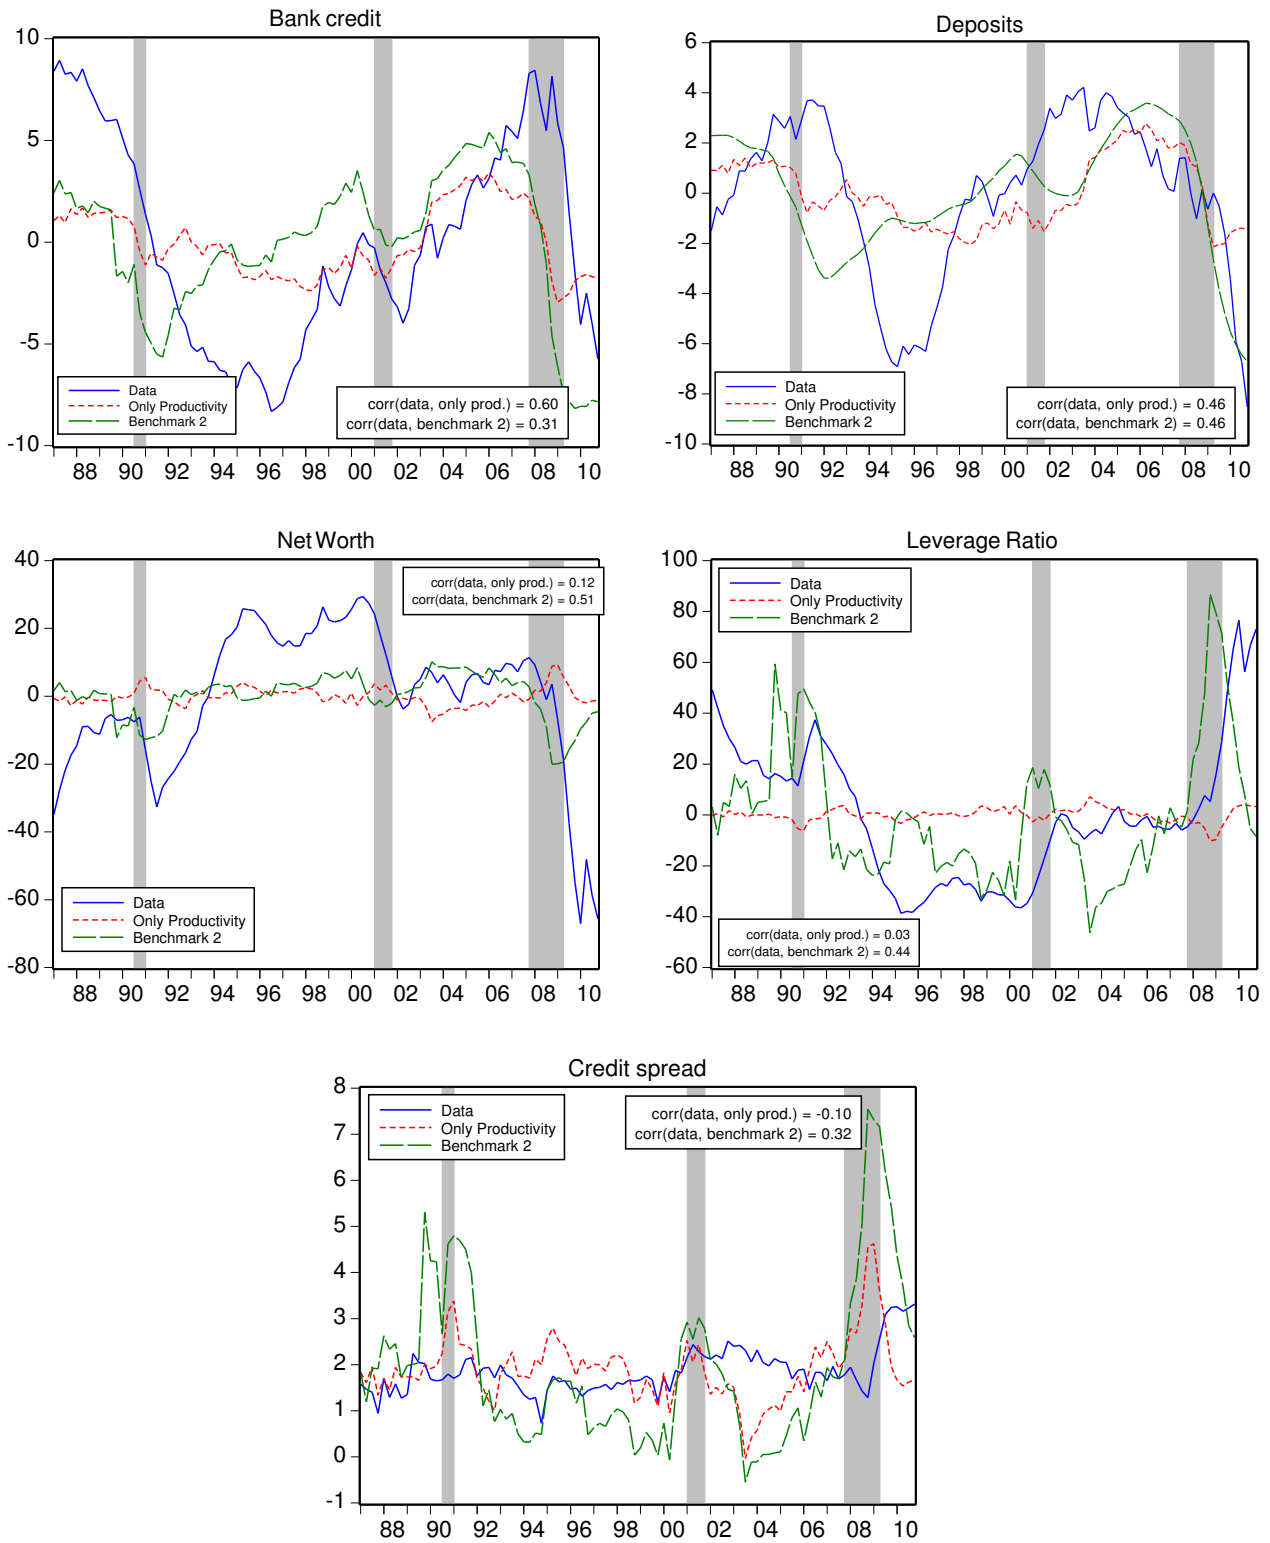 Bank credit
10
5
0
-5
-10
Data
Only Productivity
Benchmark 2
corr(data, only prod.) = 0.60
corr(data, benchmark 2) = 0.31
88 90 92 94 96 98 00 02 04 06 08 10
Deposits
6
4
2
0
-2
-4
-6
-8
-10
Data
Only Productivity
Benchmark 2
corr(data, only prod.) = 0.46
corr(data, benchmark 2) = 0.46
88 90 92 94 96 98 00 02 04 06 08 10
Net Worth
40
20
0
-20
-40
-60
-80
corr(data, only prod.) = 0.12
corr(data, benchmark 2) = 0.51
Data
Only Productivity
Benchmark 2
88 90 92 94 96 98 00 02 04 06 08 10
Leverage Ratio
100
80
60
40
20
0
-20
-40
-60
Data
Only Productivity
Benchmark 2
corr(data, only prod.) = 0.03
corr(data, benchmark 2) = 0.44
88 90 92 94 96 98 00 02 04 06 08 10
Credit spread
8
7
6
5
4
3
2
1
0
-1
Data
Only Productivity
Benchmark 2
corr(data, only prod.) = -0.10
corr(data, benchmark 2) = 0.32
88 90 92 94 96 98 00 02 04 06 08 10